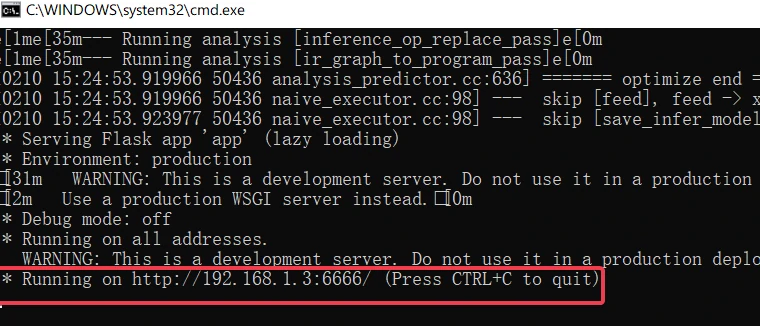 C:\WINDOWS\system32\cmd.exe
e[1me[35m--- Running analysis [inference_op_replace_pass]e[0m
e[1me[35m--- Running analysis [ir_graph_to_program_pass]e[0m
0210 15:24:53.919966 50436 analysis_predictor.cc:636] ======= optimize end =
0210 15:24:53.919966 50436 naive_executor.cc:98] ---  skip [feed], feed -> x
0210 15:24:53.923977 50436 naive_executor.cc:98] ---  skip [save_infer_model
* Serving Flask app 'app' (lazy loading)
* Environment: production
[31m   WARNING: This is a development server. Do not use it in a production
[2m   Use a production WSGI server instead.[0m
* Debug mode: off
* Running on all addresses.
WARNING: This is a development server. Do not use it in a production deplo
* Running on http://192.168.1.3:6666/ (Press CTRL+C to quit)